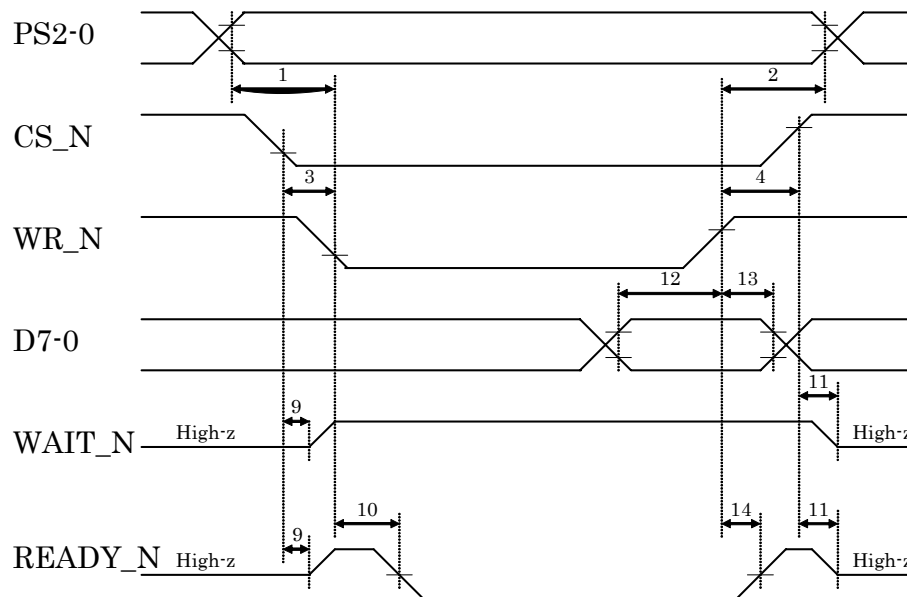 PS2-0
1
2
CS_N
3
4
WR_N
12
13
D7-0
11
9
WAIT_N
High-z
High-z
10
14
11
9
READY_N
High-z
High-z